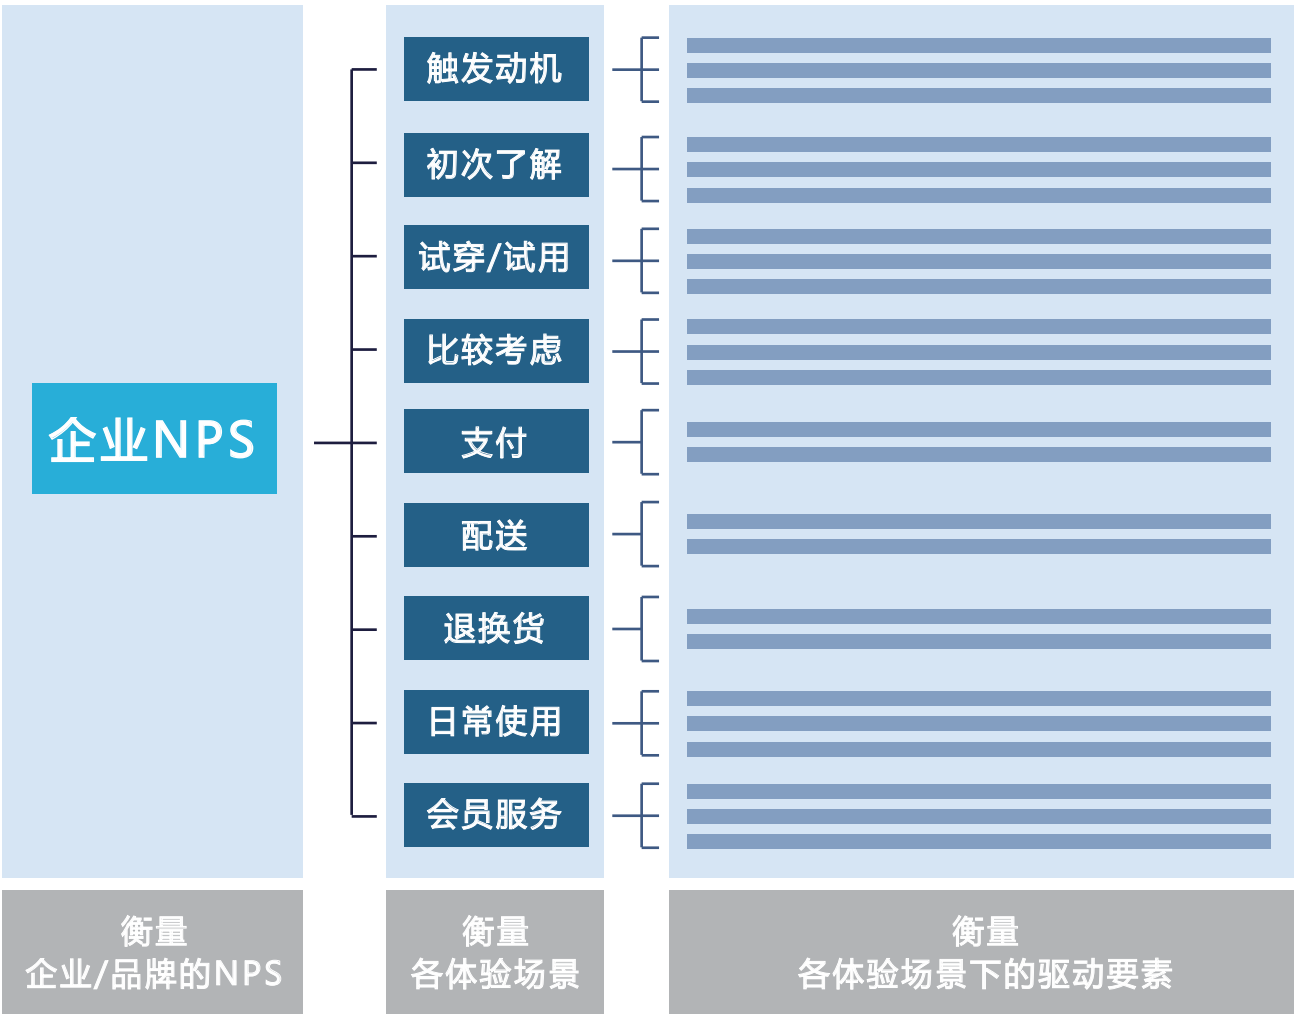 企业NPS
触发动机
初次了解
试穿/试用
比较考虑
支付
配送
退换货
日常使用
会员服务
衡量
企业/品牌的NPS
衡量
各体验场景
衡量
各体验场景下的驱动要素